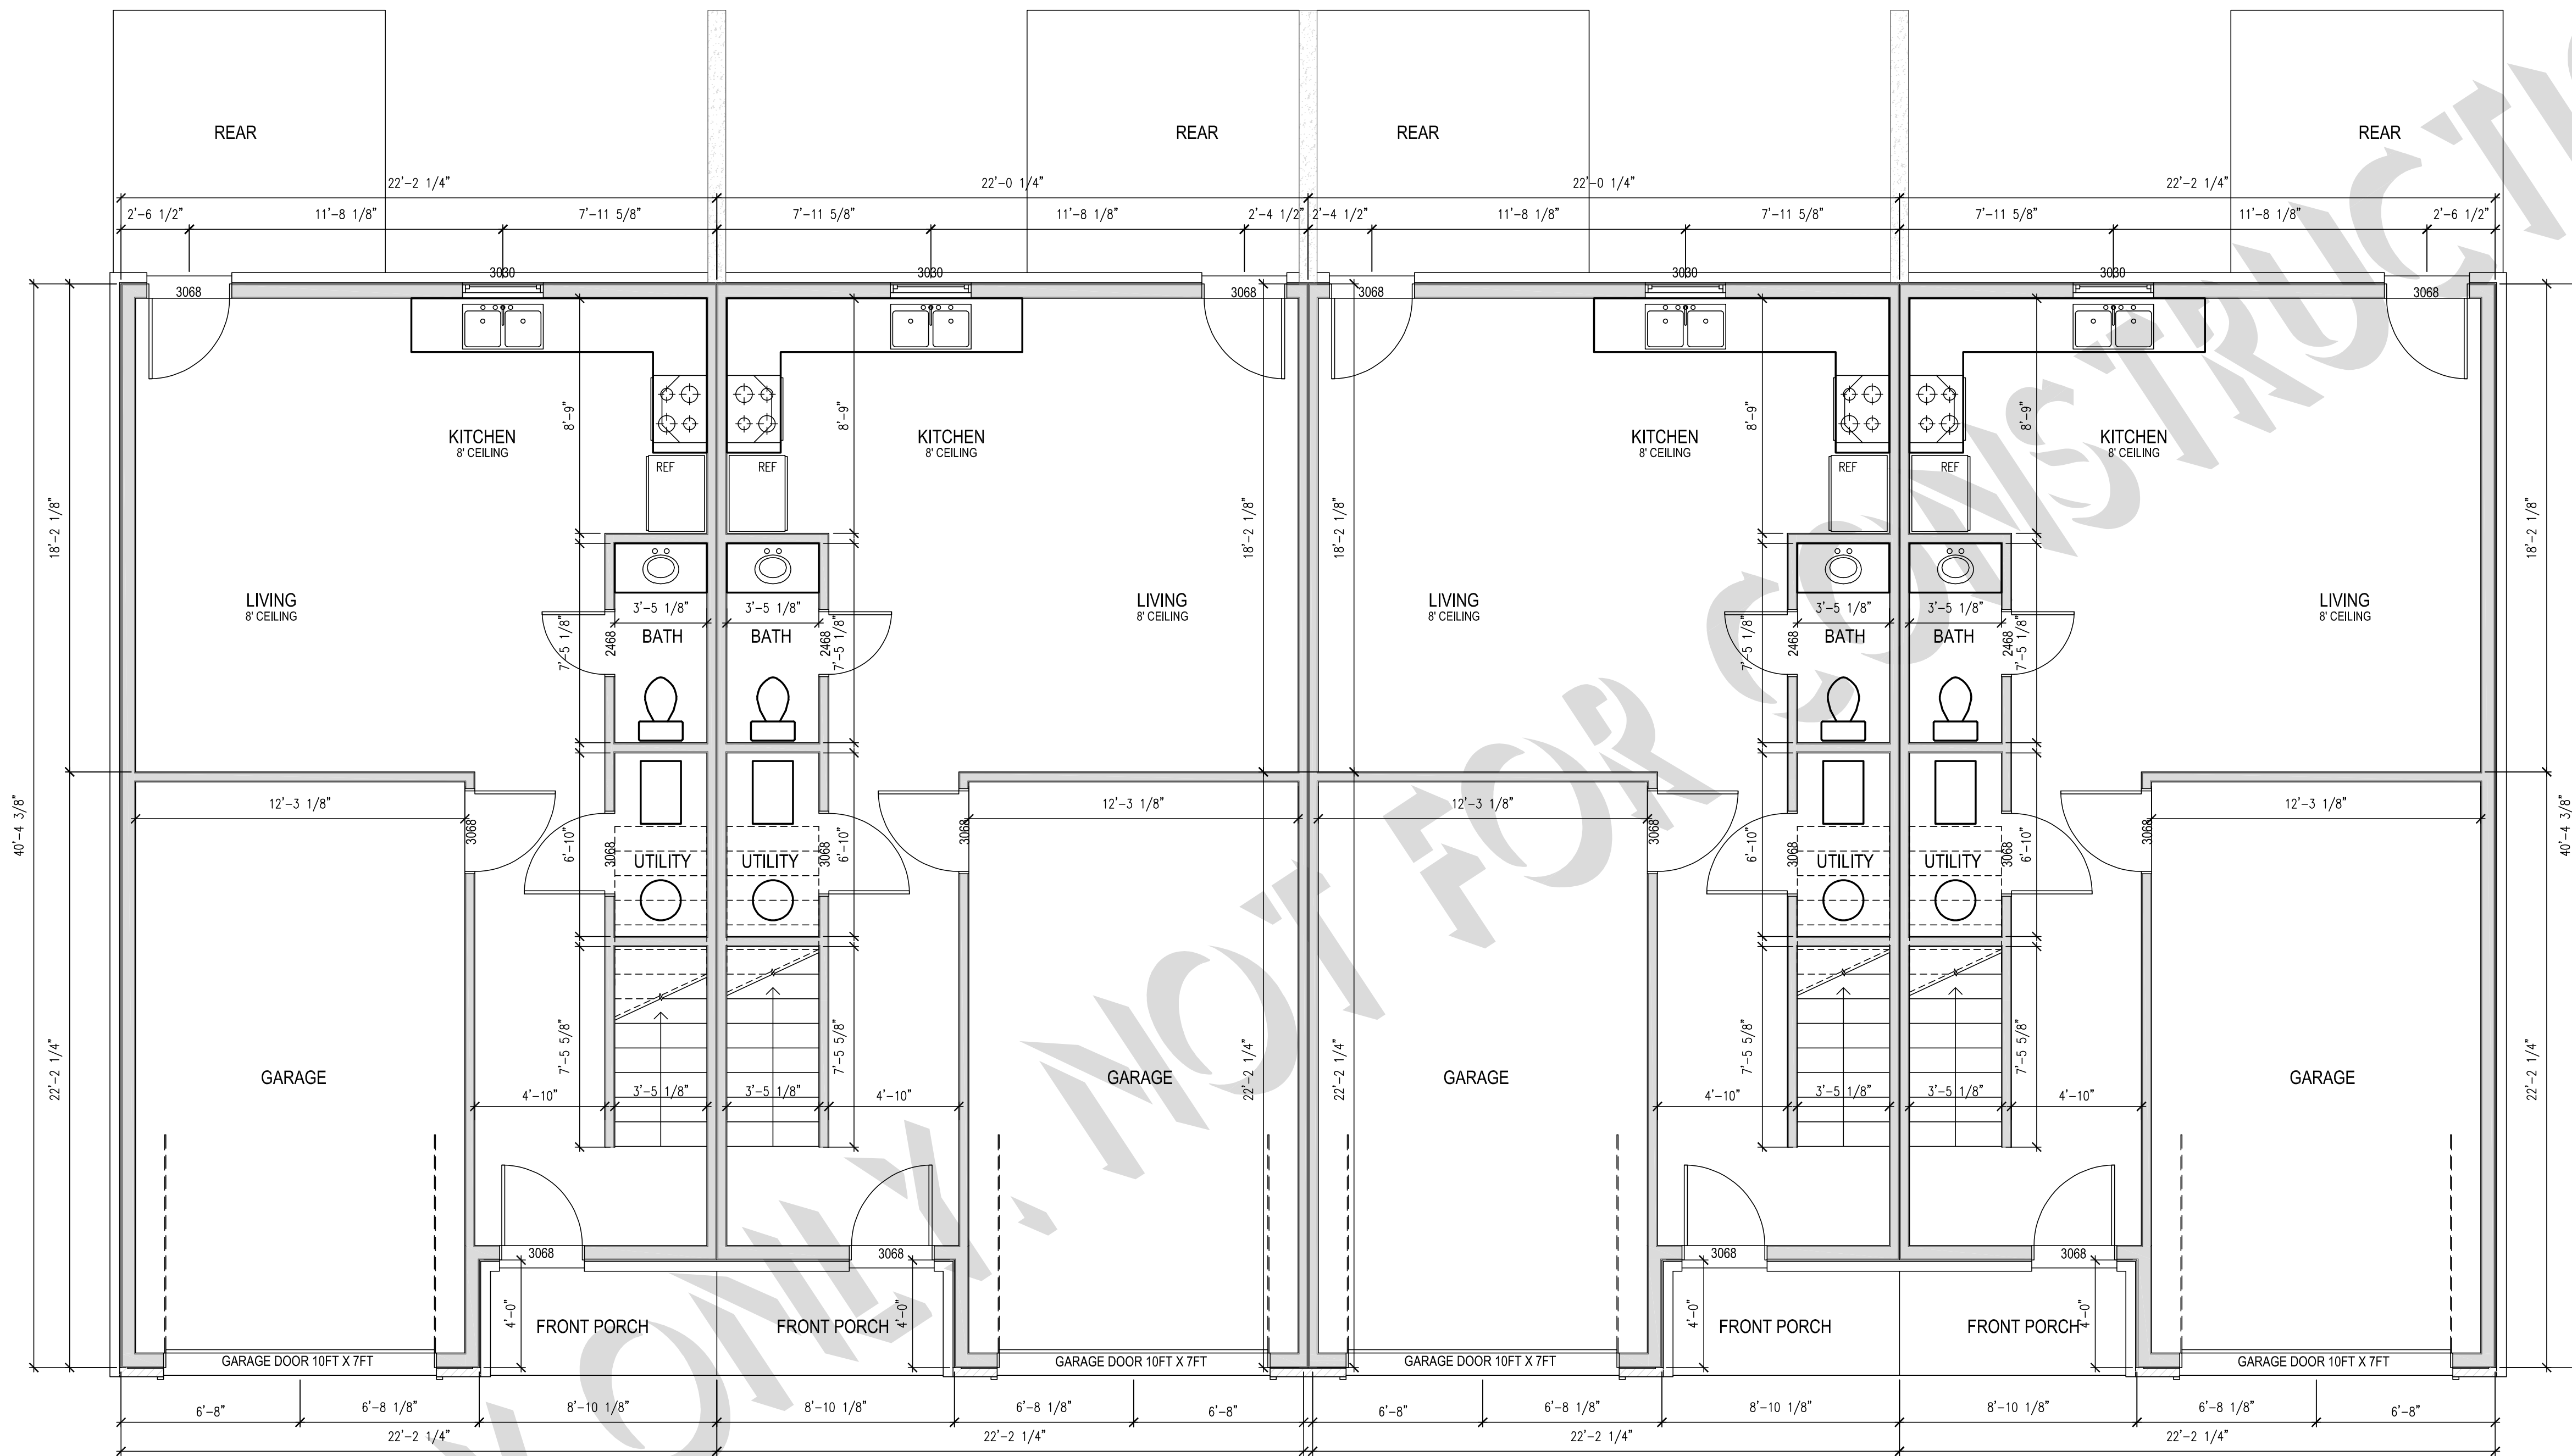 REAR
REAR
REAR
REAR
22'-2 1/4"
22'-0 1/4"
22'-0 1/4"
22'-2 1/4"
2'-6 1/2"
11'-8 1/8"
7'-11 5/8"
7'-11 5/8"
11'-8 1/8"
2'-4 1/2"
2'-4 1/2"
11'-8 1/8"
7'-11 5/8"
7'-11 5/8"
11'-8 1/8"
2'-6 1/2"
3030
3030
3030
3030
3068
3068
3068
3068
8'-9"
8'-9"
8'-9"
8'-9"
KITCHEN
8' CEILING
KITCHEN
8' CEILING
KITCHEN
8' CEILING
KITCHEN
8' CEILING
REF
REF
REF
REF
18'-2 1/8"
18'-2 1/8"
18'-2 1/8"
18'-2 1/8"
LIVING
8' CEILING
LIVING
8' CEILING
LIVING
8' CEILING
LIVING
8' CEILING
3'-5 1/8"
3'-5 1/8"
3'-5 1/8"
3'-5 1/8"
BATH
BATH
BATH
BATH
2468
2468
2468
2468
7'-5 1/8"
7'-5 1/8"
7'-5 1/8"
7'-5 1/8"
40'-4 3/8"
40'-4 3/8"
12'-3 1/8"
12'-3 1/8"
12'-3 1/8"
12'-3 1/8"
3068
3068
3068
3068
6'-10"
6'-10"
6'-10"
6'-10"
3068
3068
3068
3068
UTILITY
UTILITY
UTILITY
UTILITY
22'-2 1/4"
22'-2 1/4"
22'-2 1/4"
22'-2 1/4"
7'-5 5/8"
7'-5 5/8"
7'-5 5/8"
7'-5 5/8"
GARAGE
GARAGE
GARAGE
GARAGE
4'-10"
3'-5 1/8"
3'-5 1/8"
4'-10"
4'-10"
3'-5 1/8"
3'-5 1/8"
4'-10"
3068
3068
3068
3068
4'-0"
4'-0"
4'-0"
4'-0"
FRONT PORCH
FRONT PORCH
FRONT PORCH
FRONT PORCH
GARAGE DOOR 10FT X 7FT
GARAGE DOOR 10FT X 7FT
GARAGE DOOR 10FT X 7FT
GARAGE DOOR 10FT X 7FT
6'-8"
6'-8 1/8"
8'-10 1/8"
8'-10 1/8"
6'-8 1/8"
6'-8"
6'-8"
6'-8 1/8"
8'-10 1/8"
8'-10 1/8"
6'-8 1/8"
6'-8"
22'-2 1/4"
22'-2 1/4"
22'-2 1/4"
22'-2 1/4"
ONLY. NOT FOR